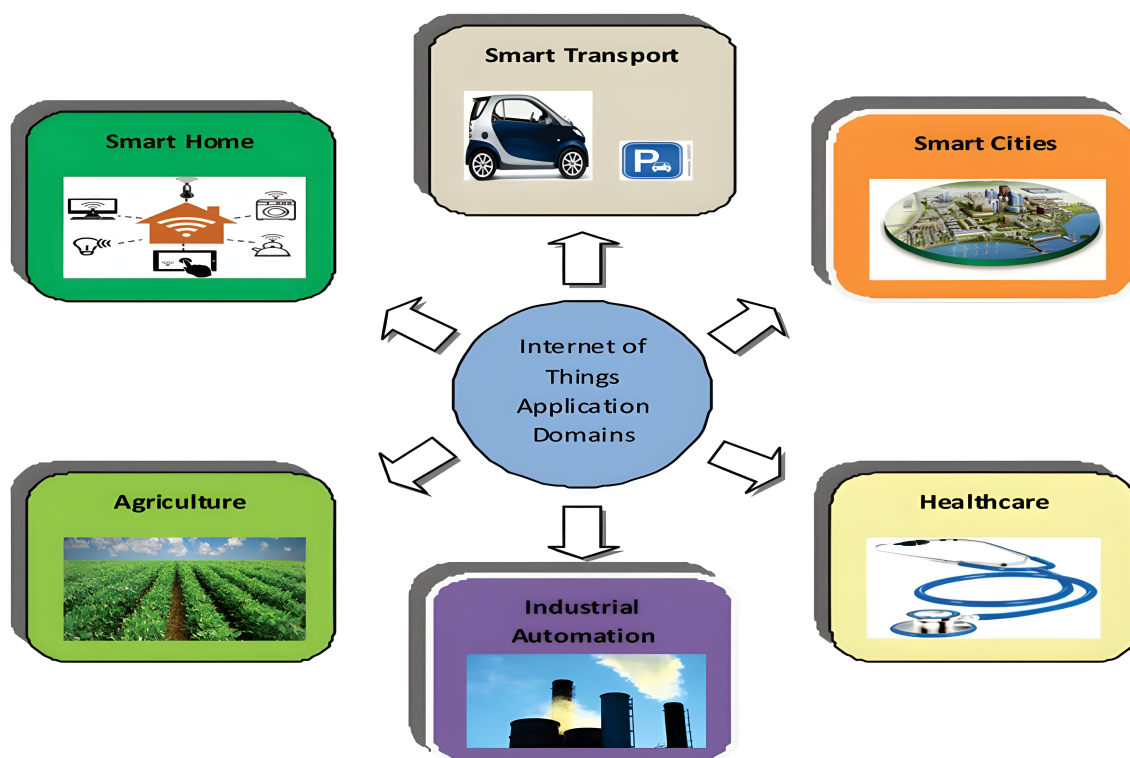 Smart Transport
P
Smart Home
Smart Cities
Internet of
Things
Application
Domains
Agriculture
Healthcare
Industrial
Automation